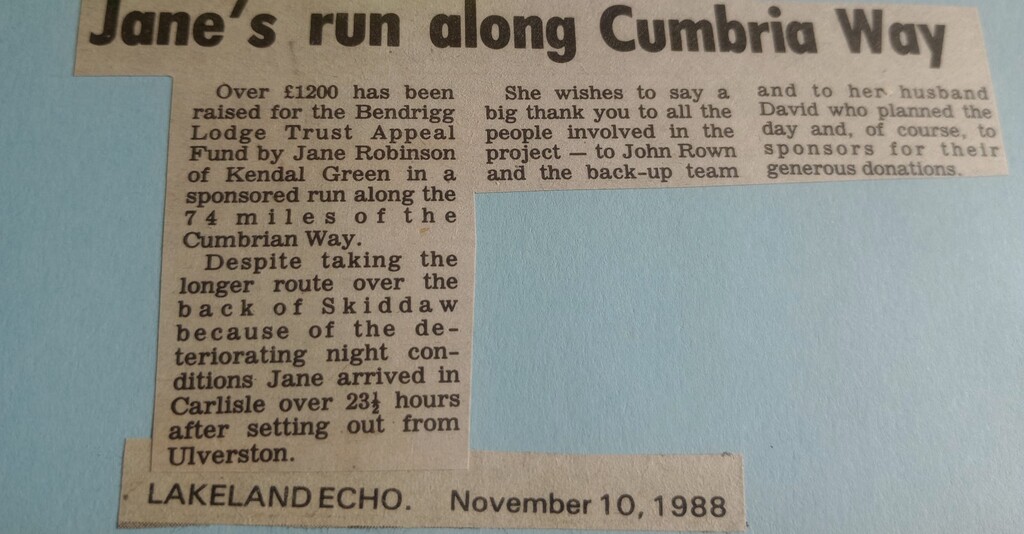 Jane's run along Cumbria Way
Over £1200 has been
raised for the Bendrigg
Lodge Trust Appeal
Fund by Jane Robinson
of Kendal Green in a
sponsored run along the
74 miles of the
Cumbrian Way.
Despite taking the
longer route over the
back of Skiddaw
because of the de-
teriorating night con-
ditions Jane arrived in
Carlisle over 23½ hours
after setting out from
Ulverston.
She wishes to say a
big thank you to all the
people involved in the
project — to John Rown
and the back-up team
and to her husband
David who planned the
day and, of course, to
sponsors for their
generous donations.
LAKELAND ECHO. November 10, 1988